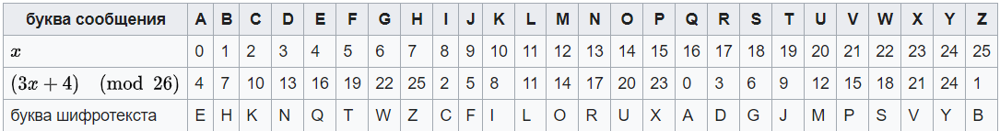 буква сообщения A B C D E F G H I J K L M N O P Q R S T U V W X Y Z
x 0 1 2 3 4 5 6 7 8 9 10 11 12 13 14 15 16 17 18 19 20 21 22 23 24 25
(3x + 4) (mod 26) 4 7 10 13 16 19 22 25 2 5 8 11 14 17 20 23 0 3 6 9 12 15 18 21 24 1
буква шифротекста E H K N Q T W Z C F I L O R U X A D G J M P S V Y B